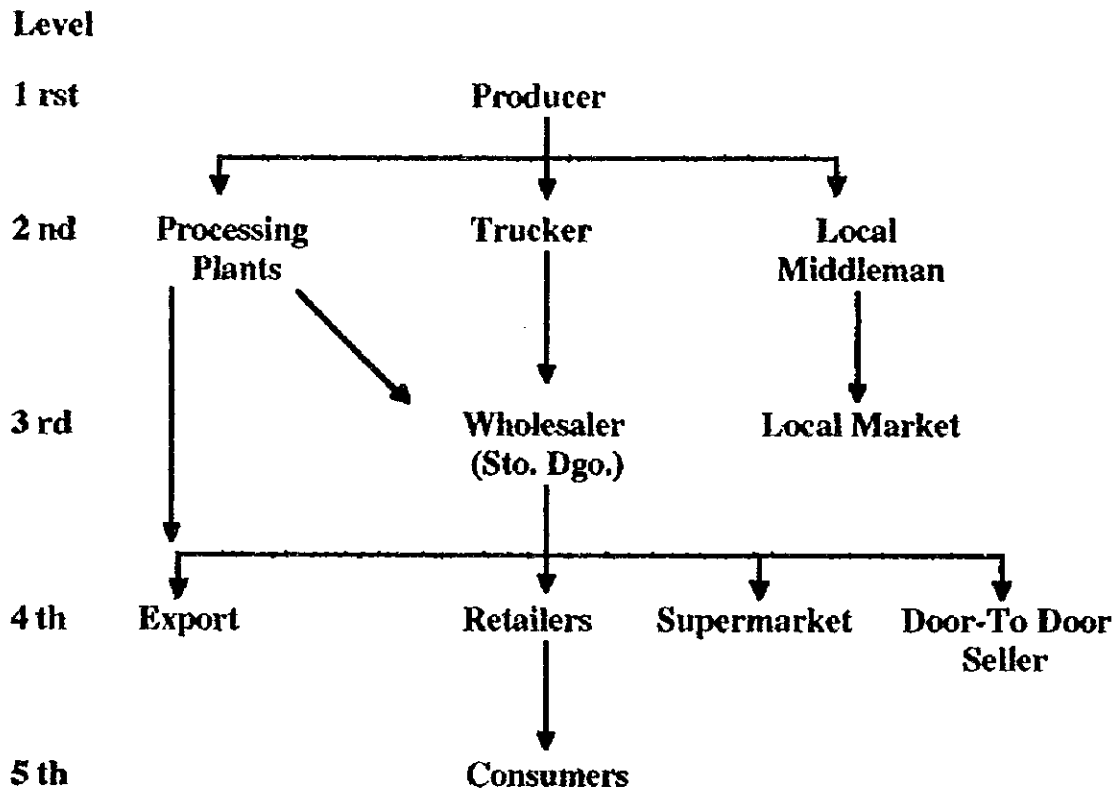 Level
1 rst Producer
2 nd Processing Plants Trucker Local Middleman
3 rd Wholesaler (Sto. Dgo.) Local Market
4 th Export Retailers Supermarket Door-To Door Seller
5 th Consumers